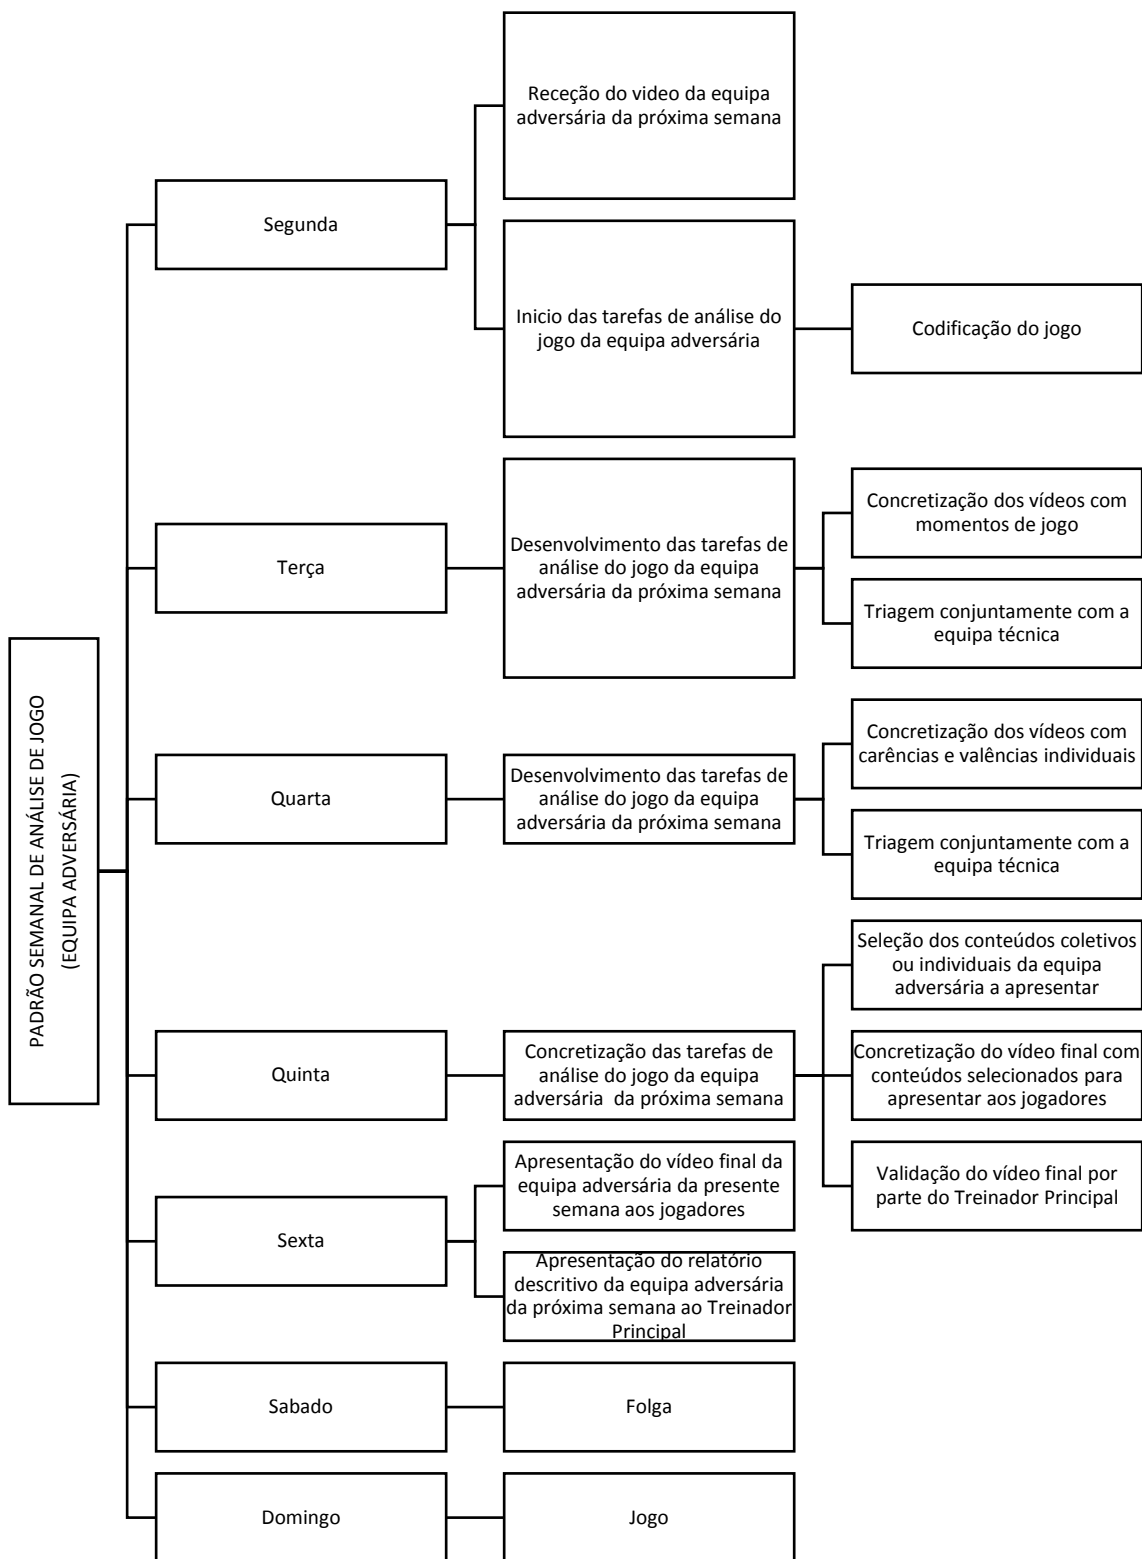 PADRÃO SEMANAL DE ANÁLISE DE JOGO
(EQUIPA ADVERSÁRIA)
Segunda
Receção do video da equipa
adversária da próxima semana
Inicio das tarefas de análise do
jogo da equipa adversária
Codificação do jogo
Terça
Desenvolvimento das tarefas de
análise do jogo da equipa
adversária da próxima semana
Concretização dos vídeos com
momentos de jogo
Triagem conjuntamente com a
equipa técnica
Quarta
Desenvolvimento das tarefas de
análise do jogo da equipa
adversária da próxima semana
Concretização dos vídeos com
carências e valências individuais
Triagem conjuntamente com a
equipa técnica
Quinta
Concretização das tarefas de
análise do jogo da equipa
adversária  da próxima semana
Seleção dos conteúdos coletivos
ou individuais da equipa
adversária a apresentar
Concretização do vídeo final com
conteúdos selecionados para
apresentar aos jogadores
Validação do vídeo final por
parte do Treinador Principal
Sexta
Apresentação do vídeo final da
equipa adversária da presente
semana aos jogadores
Apresentação do relatório
descritivo da equipa adversária
da próxima semana ao Treinador
Principal
Sabado
Folga
Domingo
Jogo